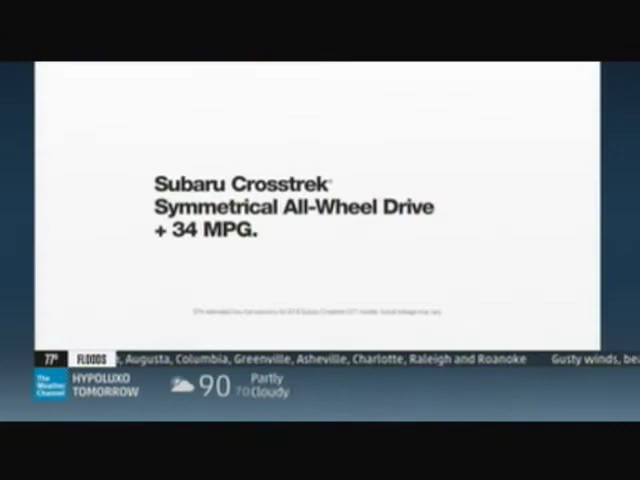 Subaru Crosstrek®
Symmetrical All-Wheel Drive
+ 34 MPG.
77° FLOODS , Augusta, Columbia, Greenville, Asheville, Charlotte, Raleigh and Roanoke Gusty winds, bea
The Weather Channel
HYPOLUXO
TOMORROW
90
70
Partly
Cloudy